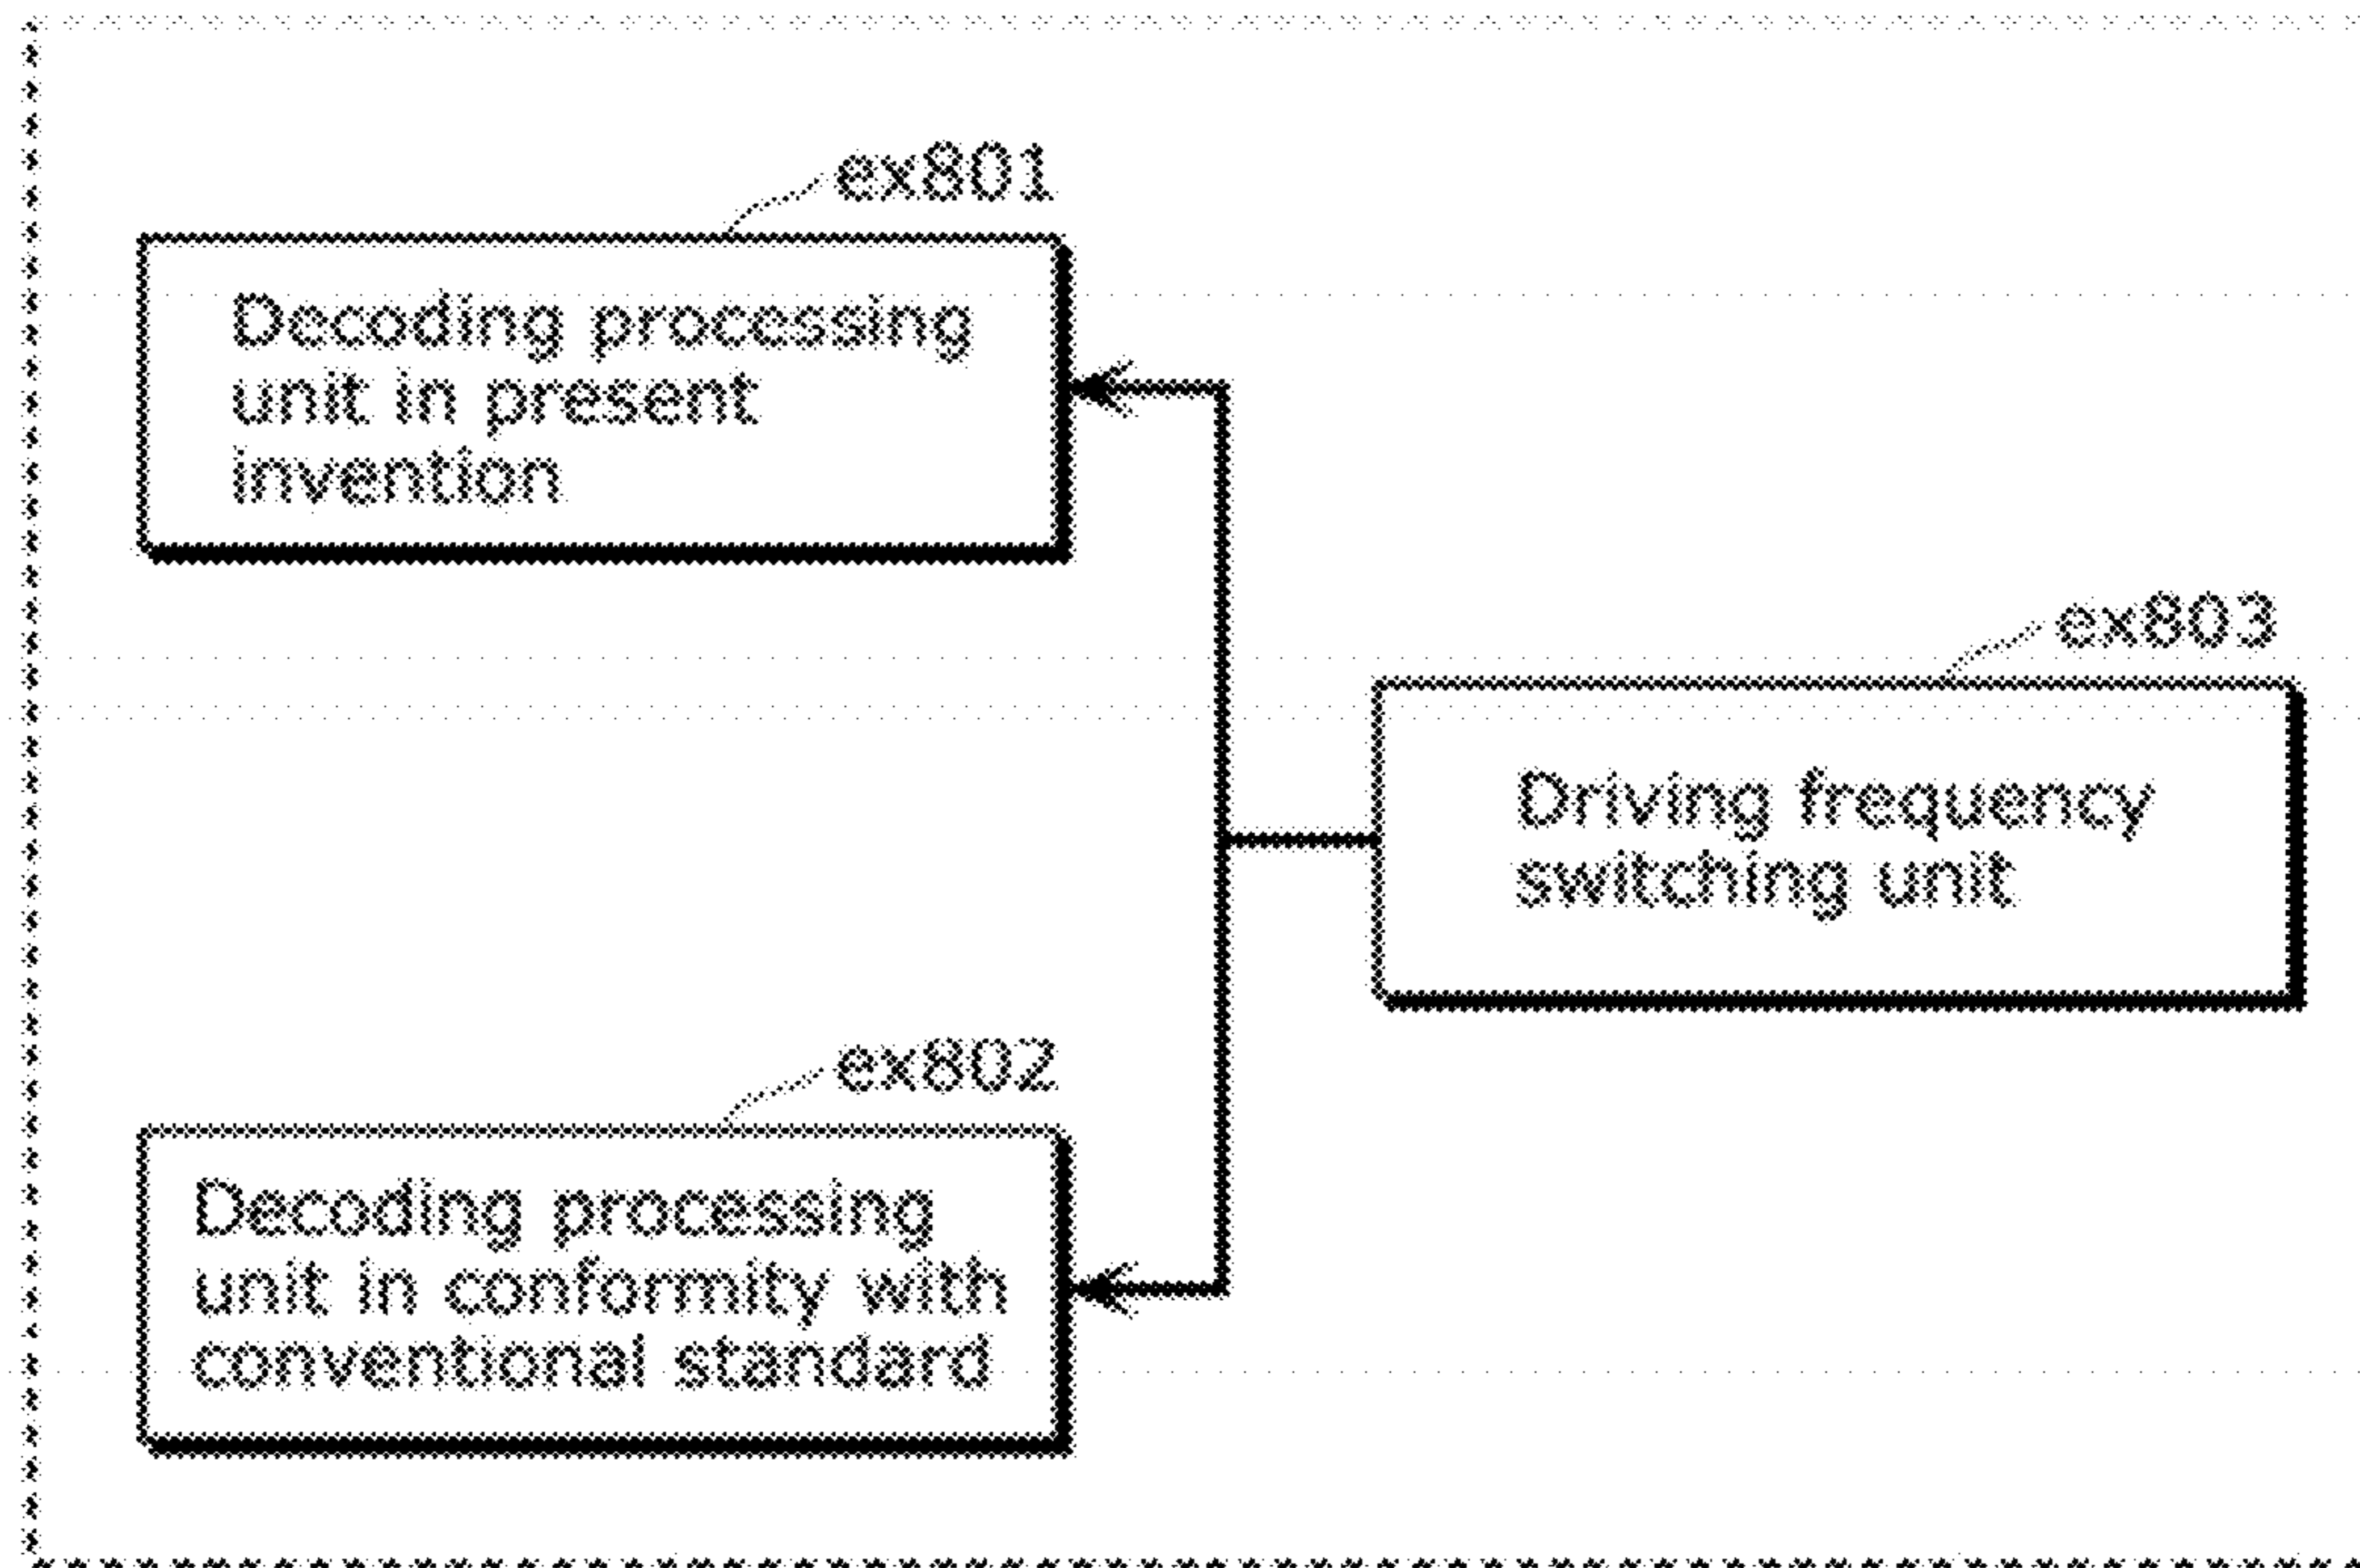 ex801
Decoding processing
unit in present
invention
ex803
Driving frequency
switching unit
ex802
Decoding processing
unit in conformity with
conventional standard